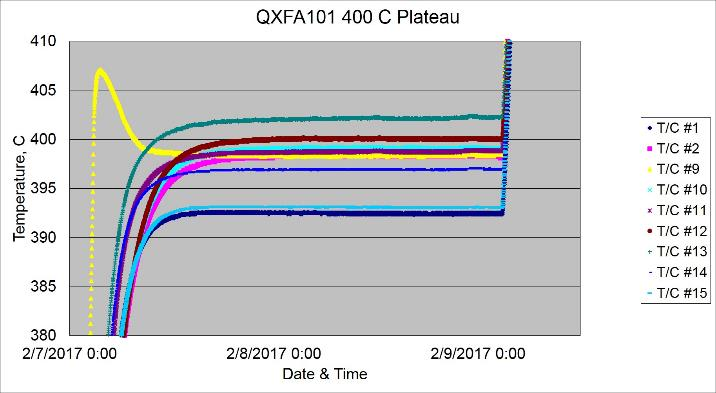 QXFA101 400 C Plateau
410
405
400
395
390
385
380
Temperature, C
2/7/2017 0:00
2/8/2017 0:00
2/9/2017 0:00
Date & Time
T/C #1
T/C #2
T/C #9
T/C #10
T/C #11
T/C #12
T/C #13
T/C #14
T/C #15